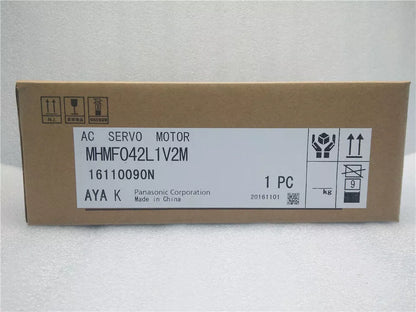 AC SERVO MOTOR
MHMF042L1V2M
16110090N
AYA K
Panasonic Corporation
Made in China
1 PC
20161101
kg
9